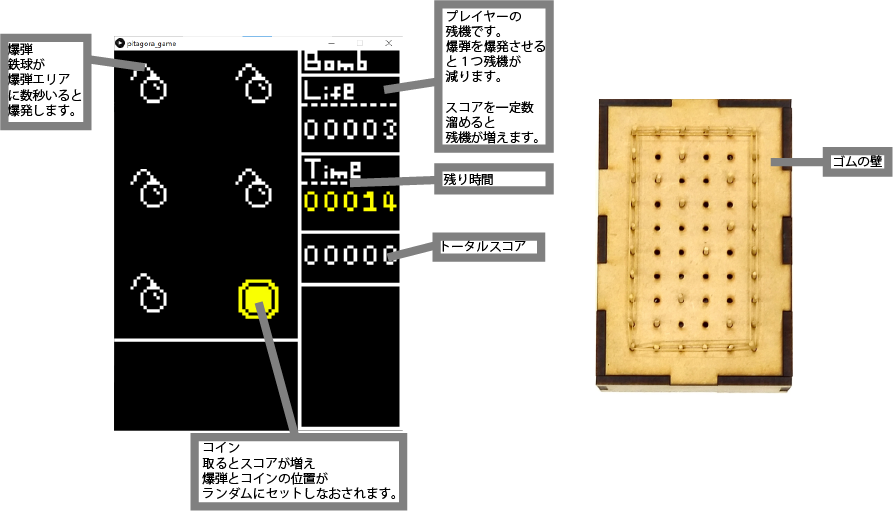 pitagora_game
爆弾
鉄球が
爆弾エリア
に数秒いると
爆発します。
Bomb
Life
00003
Time
00014
00000
プレイヤーの
残機です。
爆弾を爆発させる
と１つ残機が
減ります。
スコアを一定数
溜めると
残機が増えます。
残り時間
トータルスコア
コイン
取るとスコアが増え
爆弾とコインの位置が
ランダムにセットしなおされます。
ゴムの壁